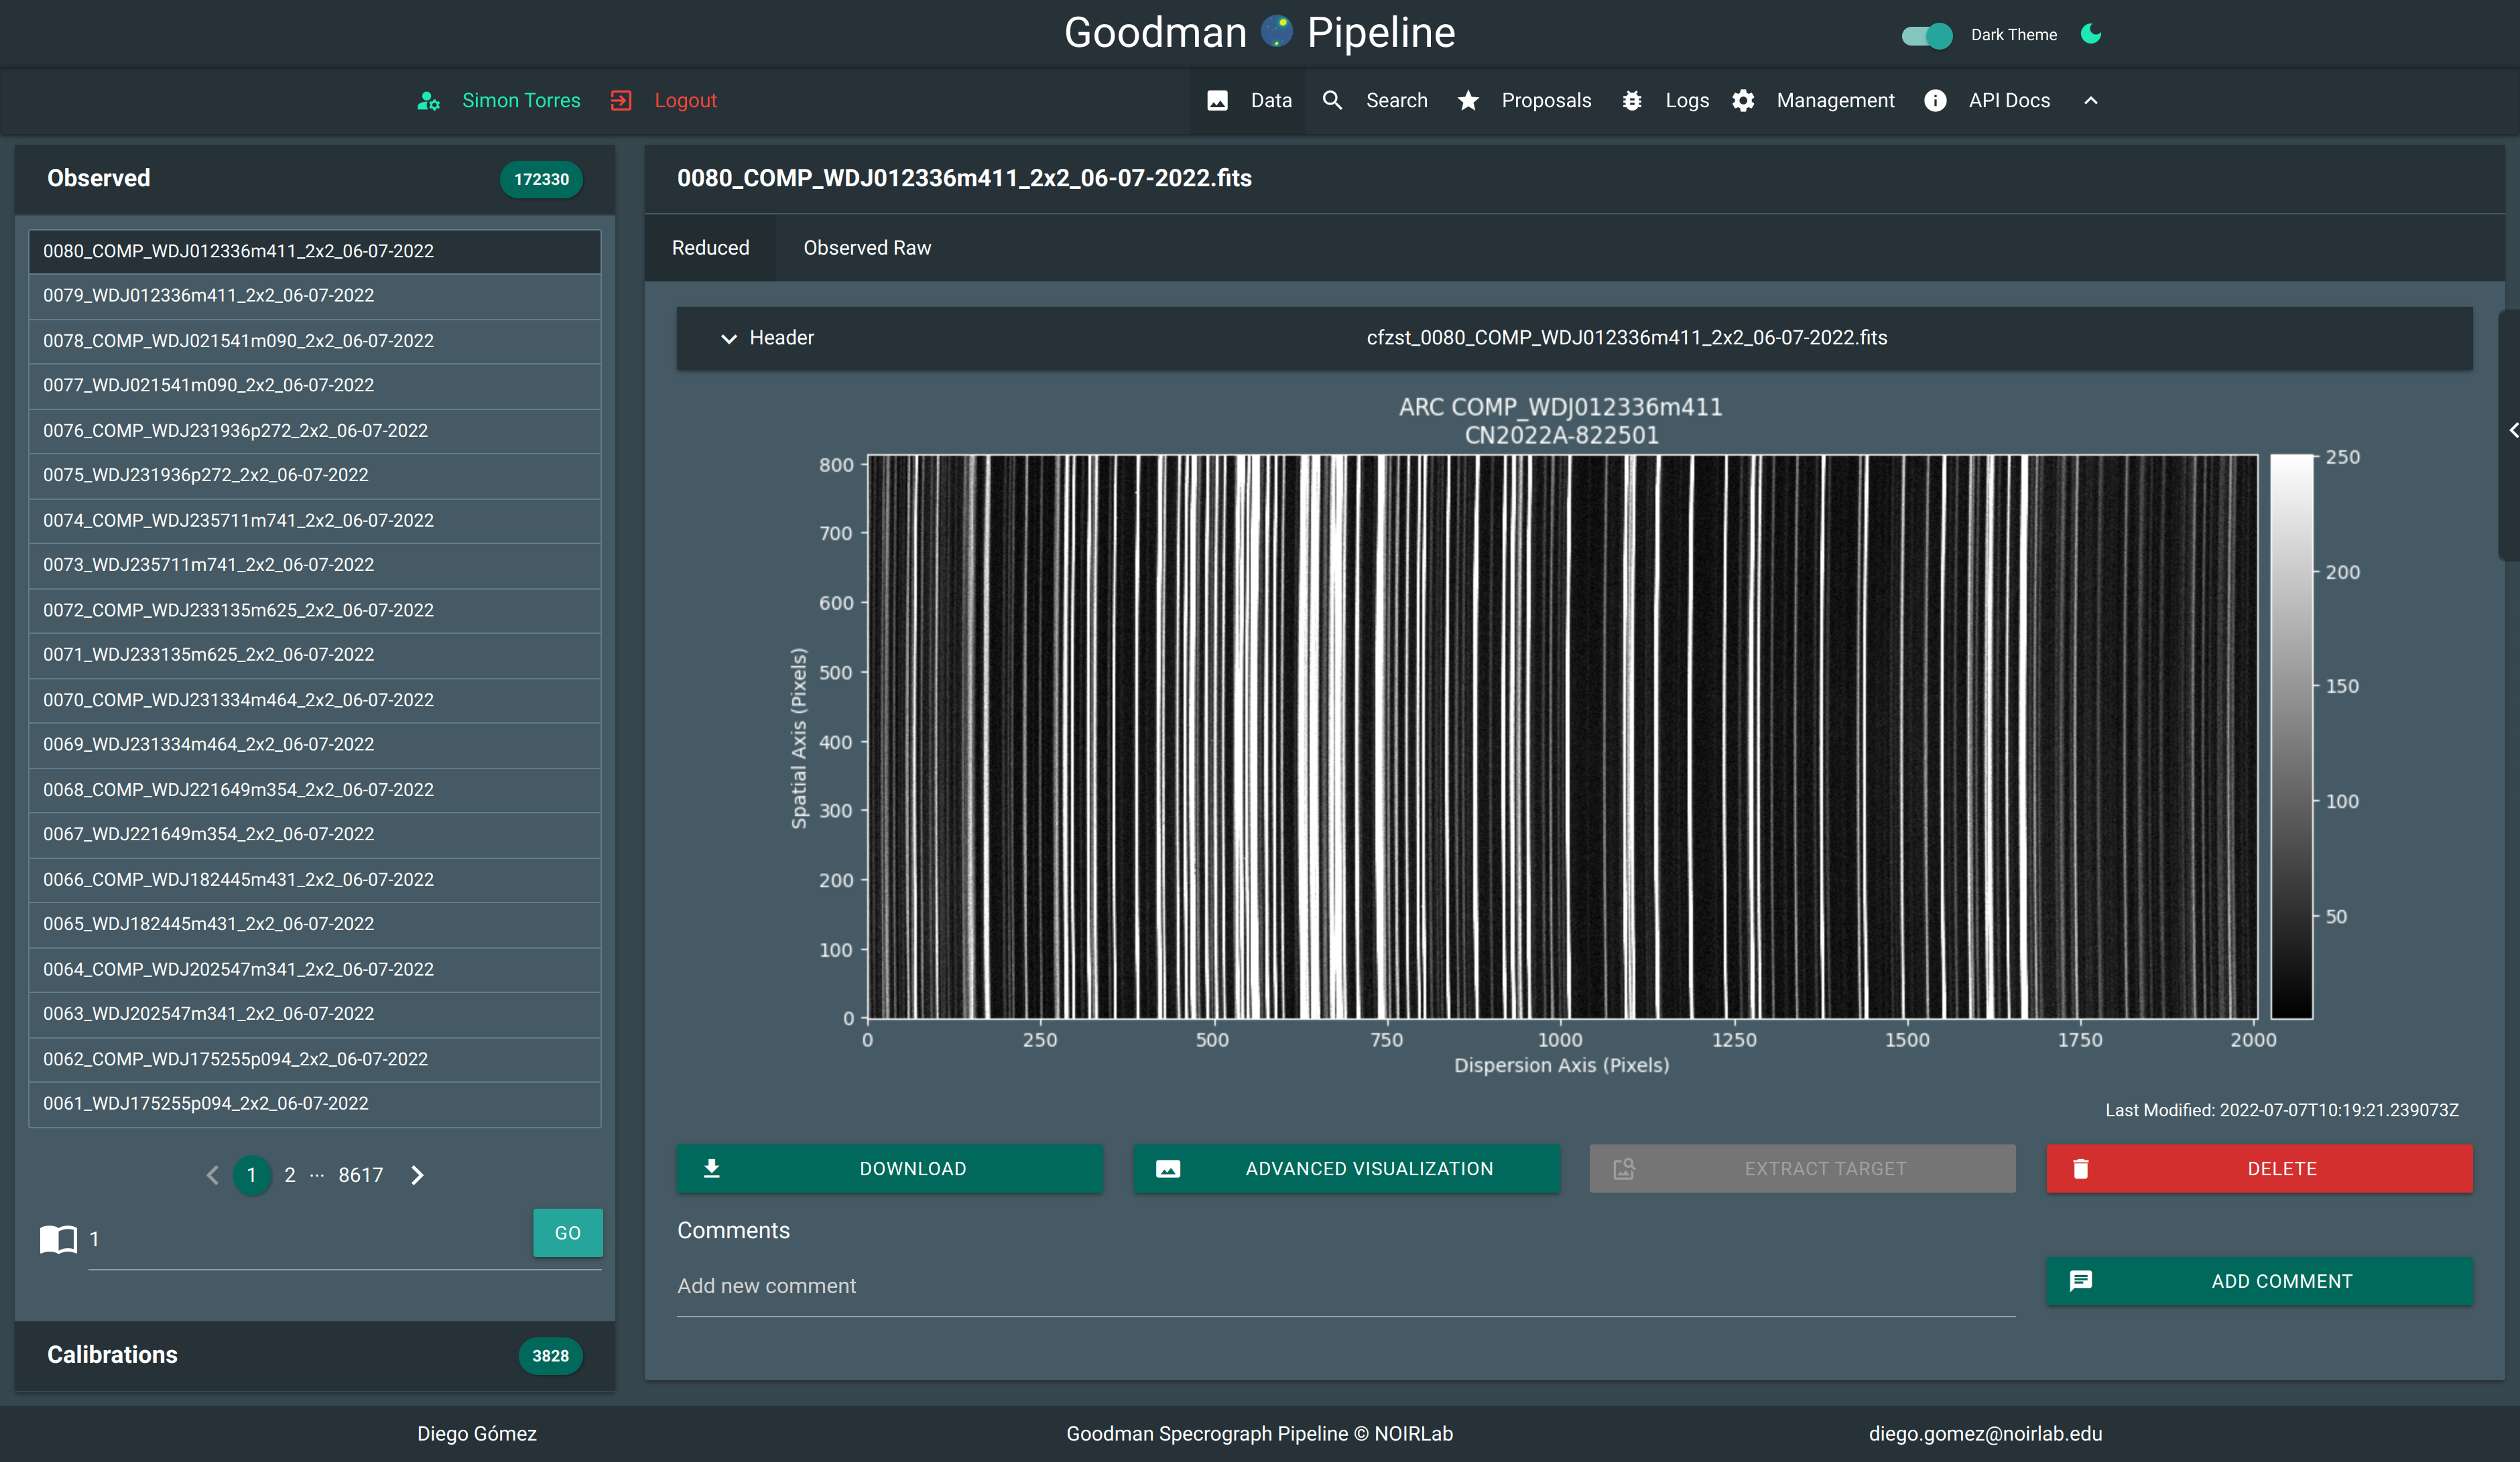 Goodman Pipeline
Dark Theme
Simon Torres
Logout
Data
Search
Proposals
Logs
Management
API Docs
Observed
172330
0080_COMP_WDJ012336m411_2x2_06-07-2022
0079_WDJ012336m411_2x2_06-07-2022
0078_COMP_WDJ021541m090_2x2_06-07-2022
0077_WDJ021541m090_2x2_06-07-2022
0076_COMP_WDJ231936p272_2x2_06-07-2022
0075_WDJ231936p272_2x2_06-07-2022
0074_COMP_WDJ235711m741_2x2_06-07-2022
0073_WDJ235711m741_2x2_06-07-2022
0072_COMP_WDJ233135m625_2x2_06-07-2022
0071_WDJ233135m625_2x2_06-07-2022
0070_COMP_WDJ231334m464_2x2_06-07-2022
0069_WDJ231334m464_2x2_06-07-2022
0068_COMP_WDJ221649m354_2x2_06-07-2022
0067_WDJ221649m354_2x2_06-07-2022
0066_COMP_WDJ182445m431_2x2_06-07-2022
0065_WDJ182445m431_2x2_06-07-2022
0064_COMP_WDJ202547m341_2x2_06-07-2022
0063_WDJ202547m341_2x2_06-07-2022
0062_COMP_WDJ175255p094_2x2_06-07-2022
0061_WDJ175255p094_2x2_06-07-2022
1 2 ... 8617
1
GO
Calibrations
3828
0080_COMP_WDJ012336m411_2x2_06-07-2022.fits
Reduced
Observed Raw
Header
cfzst_0080_COMP_WDJ012336m411_2x2_06-07-2022.fits
ARC COMP_WDJ012336m411
CN2022A-822501
Spatial Axis (Pixels)
800
700
600
500
400
300
200
100
0
0 250 500 750 1000 1250 1500 1750 2000
Dispersion Axis (Pixels)
250
200
150
100
50
Last Modified: 2022-07-07T10:19:21.239073Z
DOWNLOAD
ADVANCED VISUALIZATION
EXTRACT TARGET
DELETE
Comments
Add new comment
ADD COMMENT
Diego Gómez
Goodman Specrograph Pipeline © NOIRLab
diego.gomez@noirlab.edu